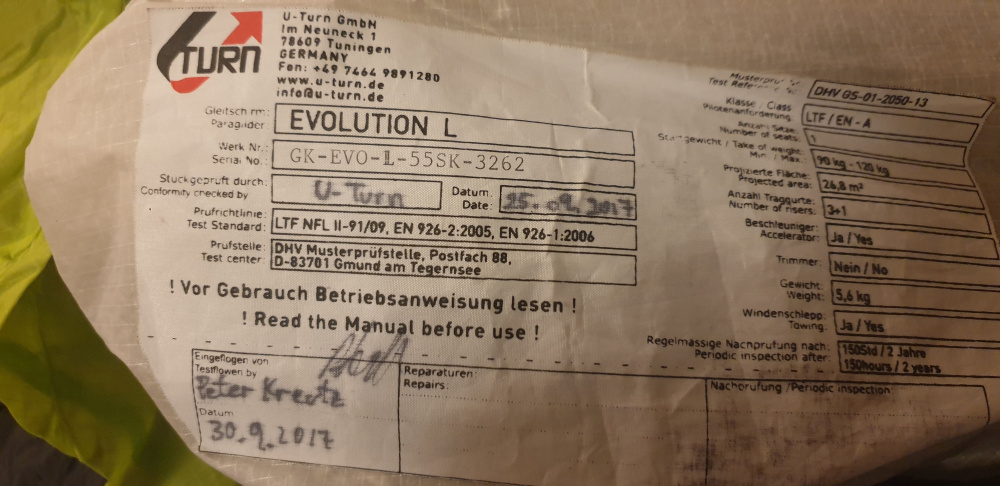 TURN
U-Turn GmbH
Im Neuneck 1
78609 Tuningen
GERMANY
Fon: +49 7464 9891280
www.u-turn.de
info@u-turn.de
Gleitschirm:
Paraglider:
EVOLUTION L
Werk Nr.:
Serial No.:
GK-EVO-L-55SK-3262
Stückgeprüft durch:
Conformity checked by
U-Turn
Datum:
Date:
25.09.2017
Prüfrichtlinie:
Test Standard:
LTF NFL II-91/09, EN 926-2:2005, EN 926-1:2006
Prüfstelle:
Test center:
DHV Musterprüfstelle, Postfach 88,
D-83701 Gmund am Tegernsee
! Vor Gebrauch Betriebsanweisung lesen !
! Read the Manual before use !
Musterprüf Nr.
Test Reference No.:
DHV GS-01-2050-13
Klasse / Class
Pilotenanforderung:
LTF / EN - A
Anzahl Sitze:
Number of seats:
1
Startgewicht / Take of weight:
Min. / Max.:
90 kg - 120 kg
Projizierte Fläche:
Projected area:
26,8 m²
Anzahl Traggurte:
Number of risers:
3+1
Beschleuniger:
Accelerator:
Ja / Yes
Trimmer:
Nein / No
Gewicht:
Weight:
5,6 kg
Windenschlepp:
Towing:
Ja / Yes
Regelmässige Nachprüfung nach:
Periodic inspection after:
150Std / 2 Jahre
150hours / 2 years
Eingeflogen von
Testflowen by
Peter Kreutz
Datum
30.9.2017
Reparaturen:
Repairs:
Nachprüfung /Periodic inspection: